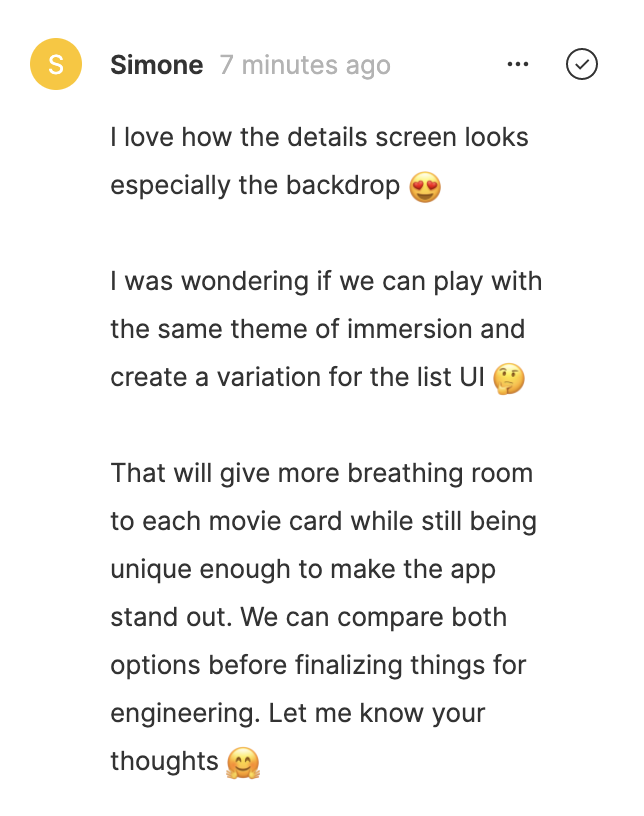 S
Simone 7 minutes ago
I love how the details screen looks
especially the backdrop 😍
I was wondering if we can play with
the same theme of immersion and
create a variation for the list UI 🤔
That will give more breathing room
to each movie card while still being
unique enough to make the app
stand out. We can compare both
options before finalizing things for
engineering. Let me know your
thoughts 🤗